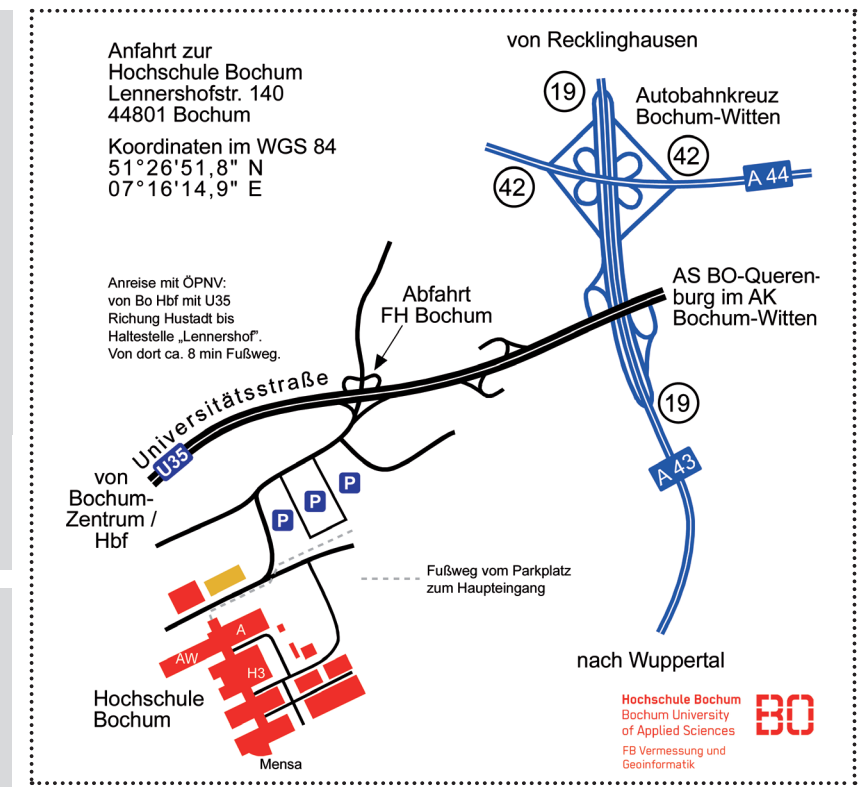 Anfahrt zur
Hochschule Bochum
Lennershofstr. 140
44801 Bochum
Koordinaten im WGS 84
51°26'51,8" N
07°16'14,9" E
von Recklinghausen
19
Autobahnkreuz
Bochum-Witten
42
42
A 44
Anreise mit ÖPNV:
von Bo Hbf mit U35
Richung Hustadt bis
Haltestelle „Lennershof".
Von dort ca. 8 min Fußweg.
Abfahrt
FH Bochum
AS BO-Queren-
burg im AK
Bochum-Witten
Universitätsstraße
U35
19
A 43
von
Bochum-
Zentrum /
Hbf
P
P
P
Fußweg vom Parkplatz
zum Haupteingang
A
AW
H3
Hochschule
Bochum
Mensa
nach Wuppertal
Hochschule Bochum
Bochum University
of Applied Sciences
BO
FB Vermessung und
Geoinformatik